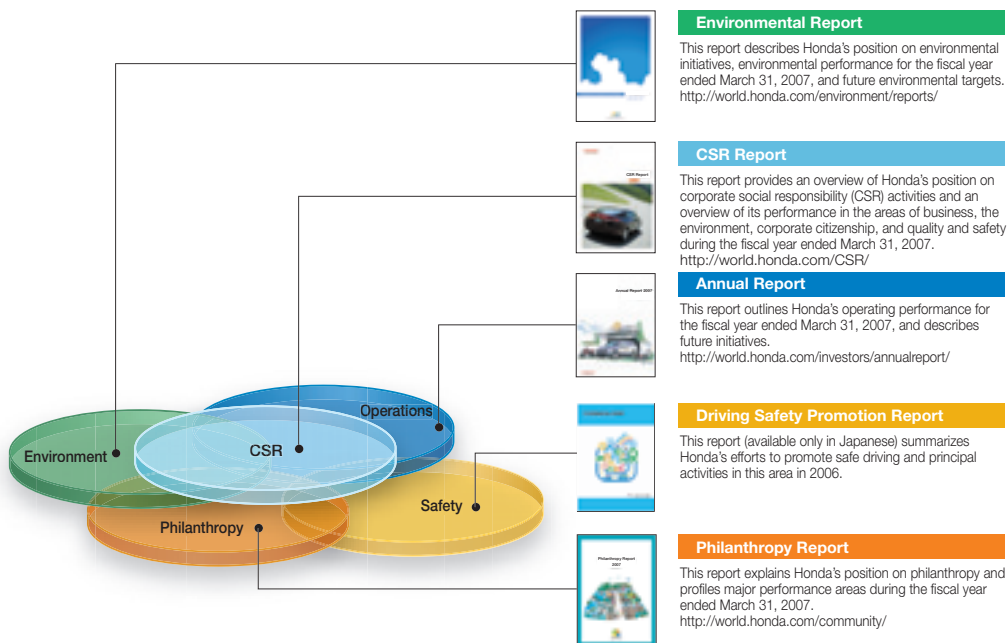 Environmental Report
This report describes Honda's position on environmental
initiatives, environmental performance for the fiscal year
ended March 31, 2007, and future environmental targets.
http://world.honda.com/environment/reports/
CSR Report
CSR Report
This report provides an overview of Honda's position on
corporate social responsibility (CSR) activities and an
overview of its performance in the areas of business, the
environment, corporate citizenship, and quality and safety
during the fiscal year ended March 31, 2007.
http://world.honda.com/CSR/
Annual Report
Annual Report 2007
This report outlines Honda's operating performance for
the fiscal year ended March 31, 2007, and describes
future initiatives.
http://world.honda.com/investors/annualreport/
Driving Safety Promotion Report
This report (available only in Japanese) summarizes
Honda's efforts to promote safe driving and principal
activities in this area in 2006.
Philanthropy Report
Philanthropy Report
2007
This report explains Honda's position on philanthropy and
profiles major performance areas during the fiscal year
ended March 31, 2007.
http://world.honda.com/community/
Operations
Environment
CSR
Safety
Philanthropy